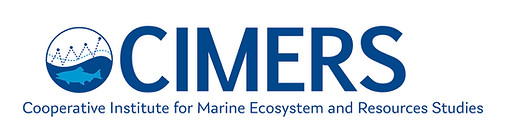 CIMERS
Cooperative Institute for Marine Ecosystem and Resources Studies